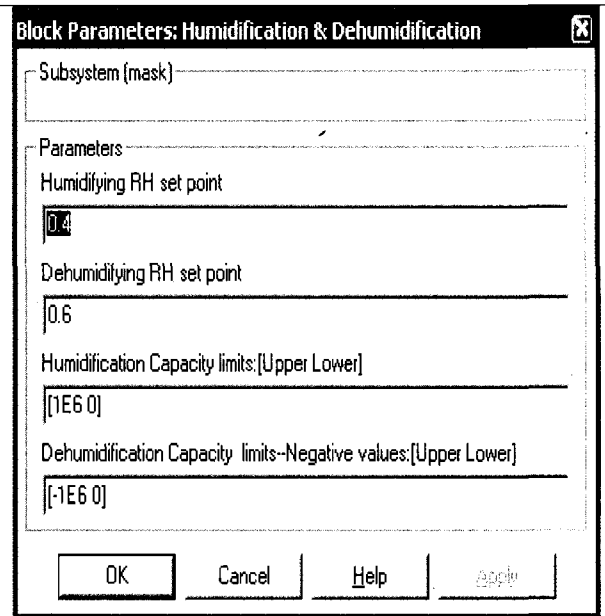 Block Parameters: Humidification & Dehumidification
Subsystem (mask)
Parameters
Humidifying RH set point
0.4
Dehumidifying RH set point
0.6
Humidification Capacity limits:[Upper Lower]
[1E6 0]
Dehumidification Capacity limits--Negative values:[Upper Lower]
[-1E6 0]
OK Cancel Help Apply